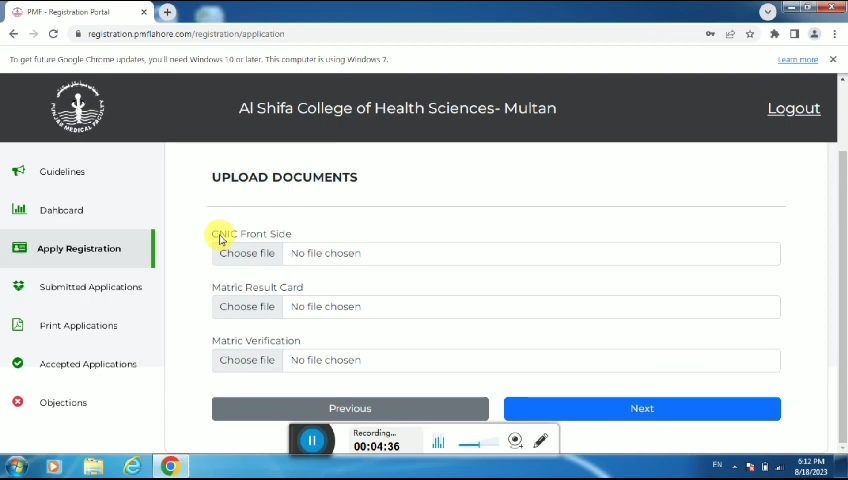 PMF - Registration Portal
registration.pmflahore.com/registration/application
To get future Google Chrome updates, you'll need Windows 10 or later. This computer is using Windows 7.
Learn more
PUNJAB MEDICAL FACULTY
Al Shifa College of Health Sciences- Multan
Logout
Guidelines
Dahboard
Apply Registration
Submitted Applications
Print Applications
Accepted Applications
Objections
UPLOAD DOCUMENTS
CNIC Front Side
Choose file No file chosen
Matric Result Card
Choose file No file chosen
Matric Verification
Choose file No file chosen
Previous
Next
Recording...
00:04:36
EN
6:12 PM
8/18/2023